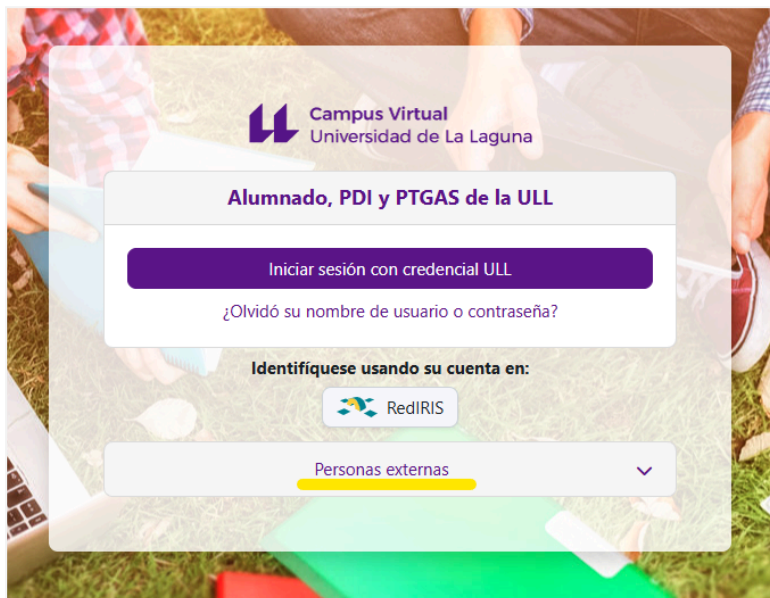 Campus Virtual
Universidad de La Laguna
Alumnado, PDI y PTGAS de la ULL
Iniciar sesión con credencial ULL
¿Olvidó su nombre de usuario o contraseña?
Identifíquese usando su cuenta en:
RedIRIS
Personas externas